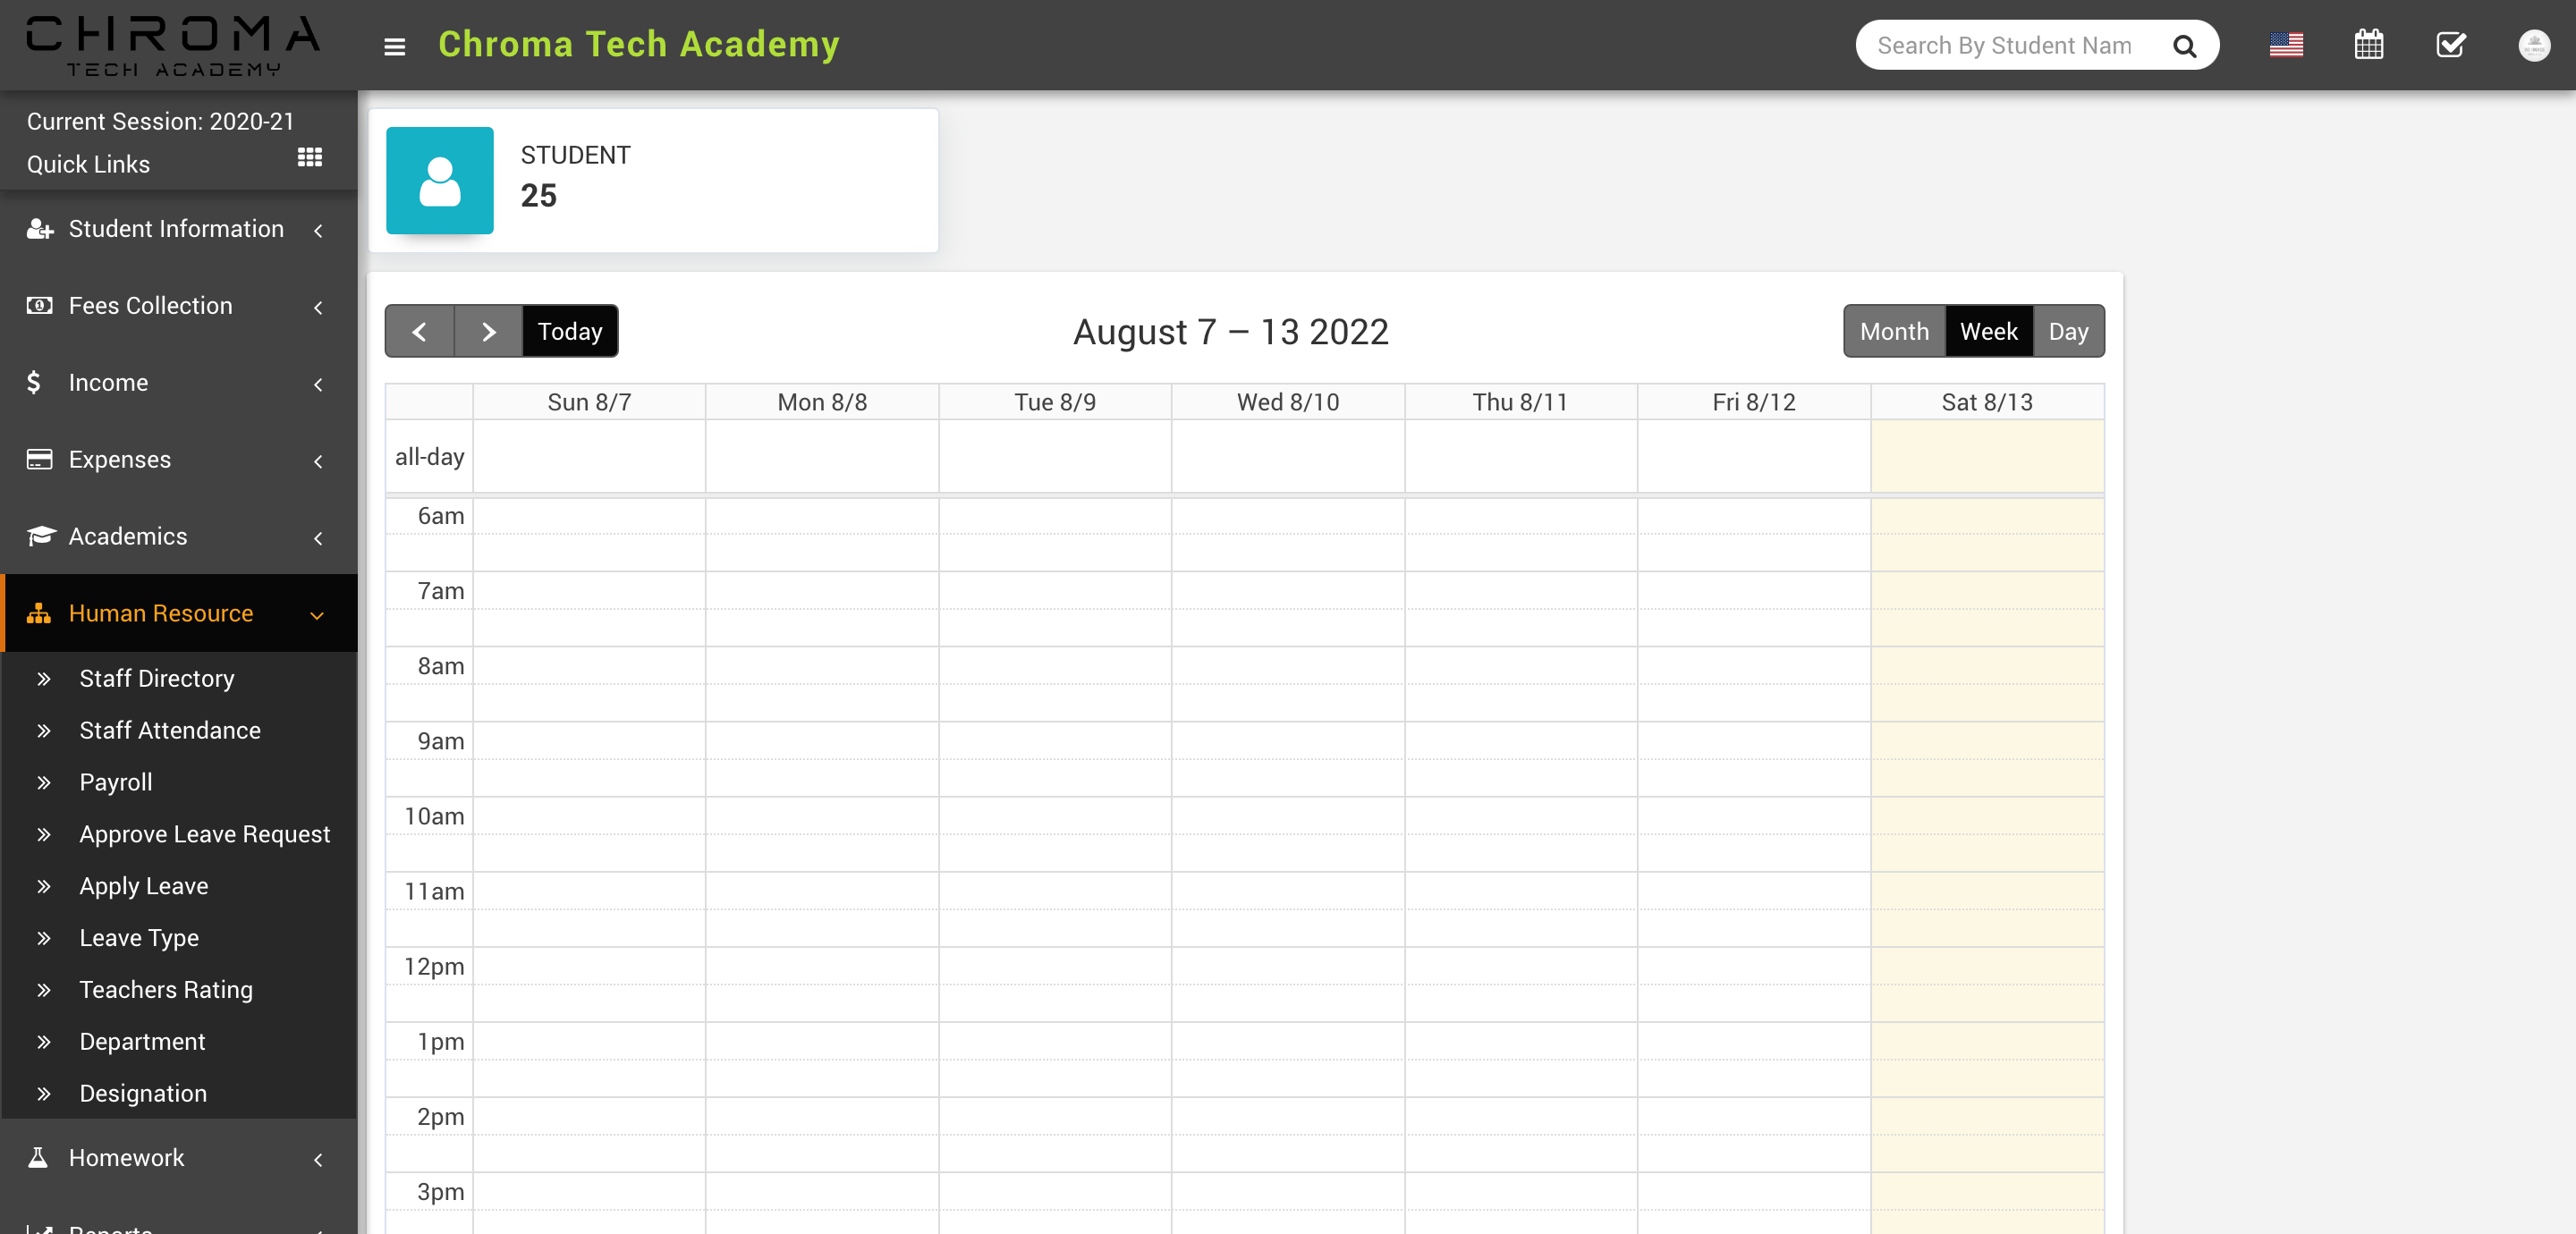 CHROMA
TECH ACADEMY
Chroma Tech Academy
Search By Student Nam
Current Session: 2020-21
Quick Links
Student Information
Fees Collection
Income
Expenses
Academics
Human Resource
Staff Directory
Staff Attendance
Payroll
Approve Leave Request
Apply Leave
Leave Type
Teachers Rating
Department
Designation
Homework
Reports
STUDENT
25
Today
August 7 – 13 2022
Month Week Day
Sun 8/7 Mon 8/8 Tue 8/9 Wed 8/10 Thu 8/11 Fri 8/12 Sat 8/13
all-day
6am
7am
8am
9am
10am
11am
12pm
1pm
2pm
3pm